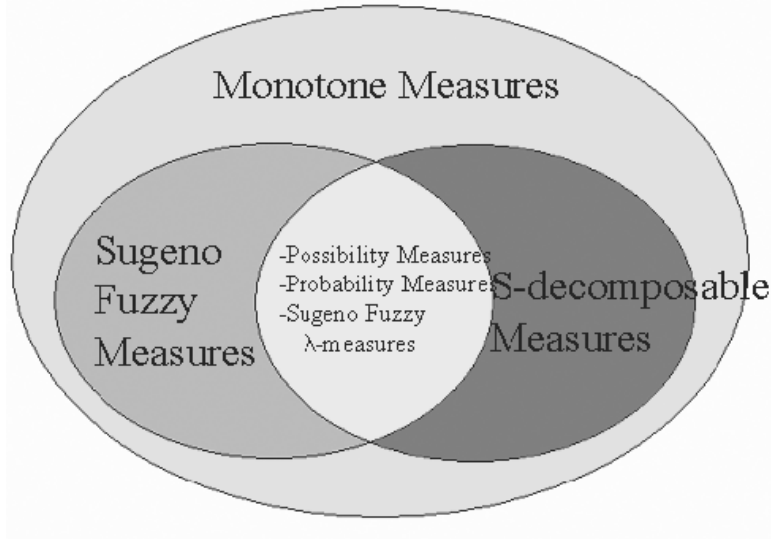 Monotone Measures
Sugeno
Fuzzy
Measures
-Possibility Measures
-Probability Measures
-Sugeno Fuzzy
λ-measures
S-decomposable
Measures